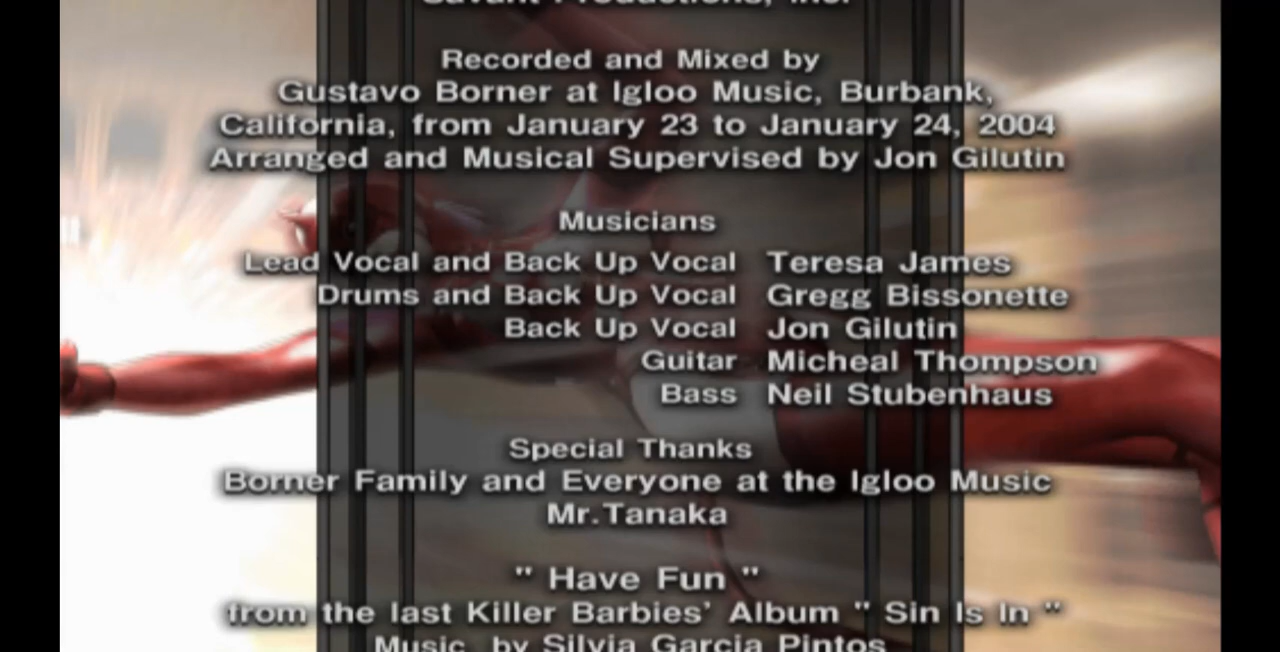 Savant Productions, Inc.
Recorded and Mixed by
Gustavo Borner at Igloo Music, Burbank,
California, from January 23 to January 24, 2004
Arranged and Musical Supervised by Jon Gilutin
Musicians
Lead Vocal and Back Up Vocal Teresa James
Drums and Back Up Vocal Gregg Bissonette
Back Up Vocal Jon Gilutin
Guitar Micheal Thompson
Bass Neil Stubenhaus
Special Thanks
Borner Family and Everyone at the Igloo Music
Mr.Tanaka
" Have Fun "
from the last Killer Barbies' Album " Sin Is In "
Music by Silvia Garcia Pintos